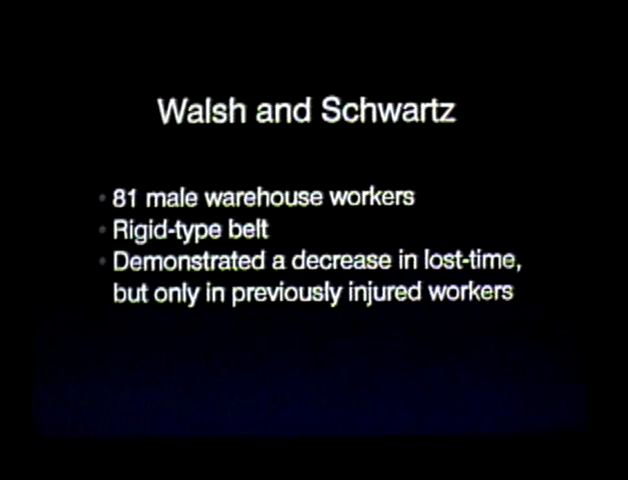 Walsh and Schwartz
• 81 male warehouse workers
• Rigid-type belt
• Demonstrated a decrease in lost-time,
but only in previously injured workers